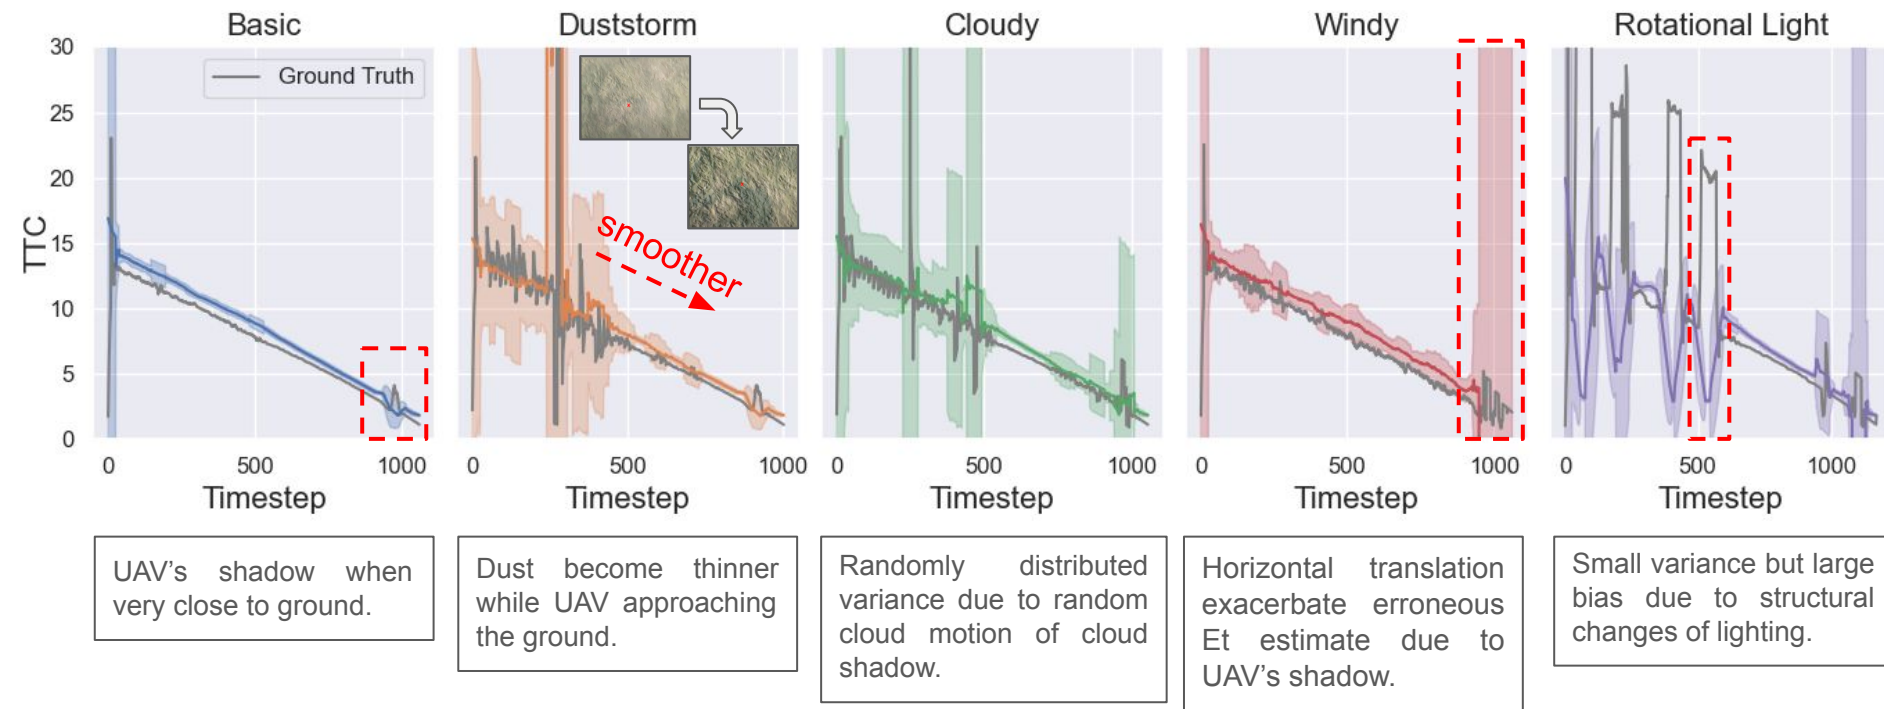 Basic
Duststorm
Cloudy
Windy
Rotational Light
30
25
20
15
10
5
0
TTC
Ground Truth
smoother
0 500 1000
0 500 1000
0 500 1000
0 500 1000
0 500 1000
Timestep
Timestep
Timestep
Timestep
Timestep
UAV's shadow when
very close to ground.
Dust become thinner
while UAV approaching
the ground.
Randomly distributed
variance due to random
cloud motion of cloud
shadow.
Horizontal translation
exacerbate erroneous
Et estimate due to
UAV's shadow.
Small variance but large
bias due to structural
changes of lighting.